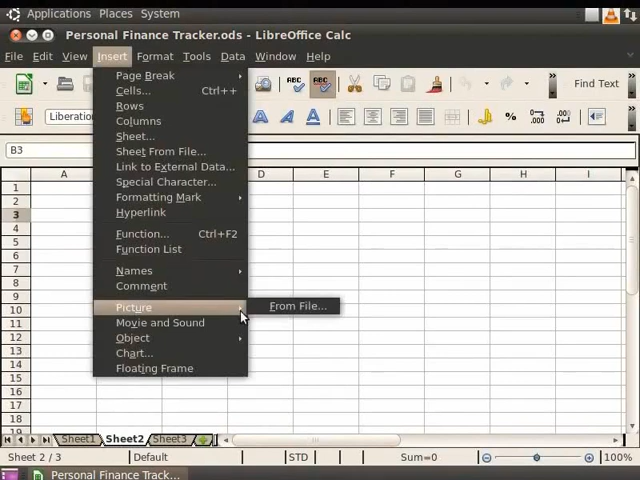 Applications Places System
Personal Finance Tracker.ods - LibreOffice Calc
File Edit View Insert Format Tools Data Window Help
Page Break
Cells... Ctrl++
Rows
Columns
Sheet...
Sheet From File...
Link to External Data...
Special Character...
Formatting Mark
Hyperlink
Function... Ctrl+F2
Function List
Names
Comment
Picture
From File...
Movie and Sound
Object
Chart...
Floating Frame
ABC ABC Find Text
Liberation A A A %
B3
A D E F G H I
1
2
3
4
5
6
7
8
9
10
11
12
13
14
15
16
17
18
19
Sheet1 Sheet2 Sheet3
Sheet 2 / 3 Default STD Sum=0 100%
Personal Finance Track...